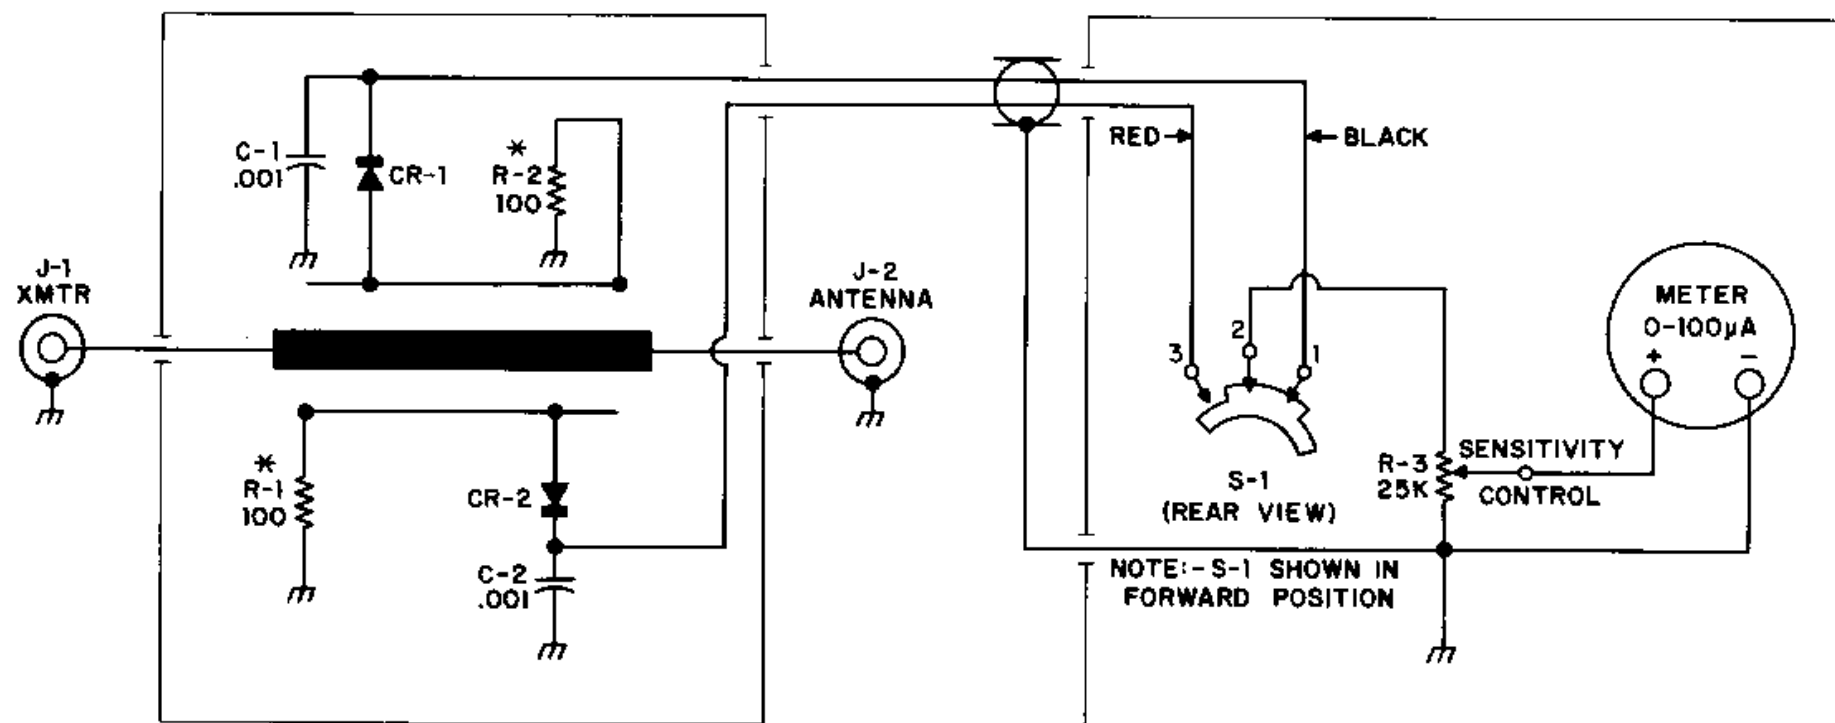 C-1
.001
CR-1
*
R-2
100
RED
BLACK
J-1
XMTR
J-2
ANTENNA
METER
0-100µA
+
-
3
2
1
*
R-1
100
CR-2
C-2
.001
S-1
(REAR VIEW)
R-3
25K
SENSITIVITY
CONTROL
NOTE:-S-1 SHOWN IN
FORWARD POSITION